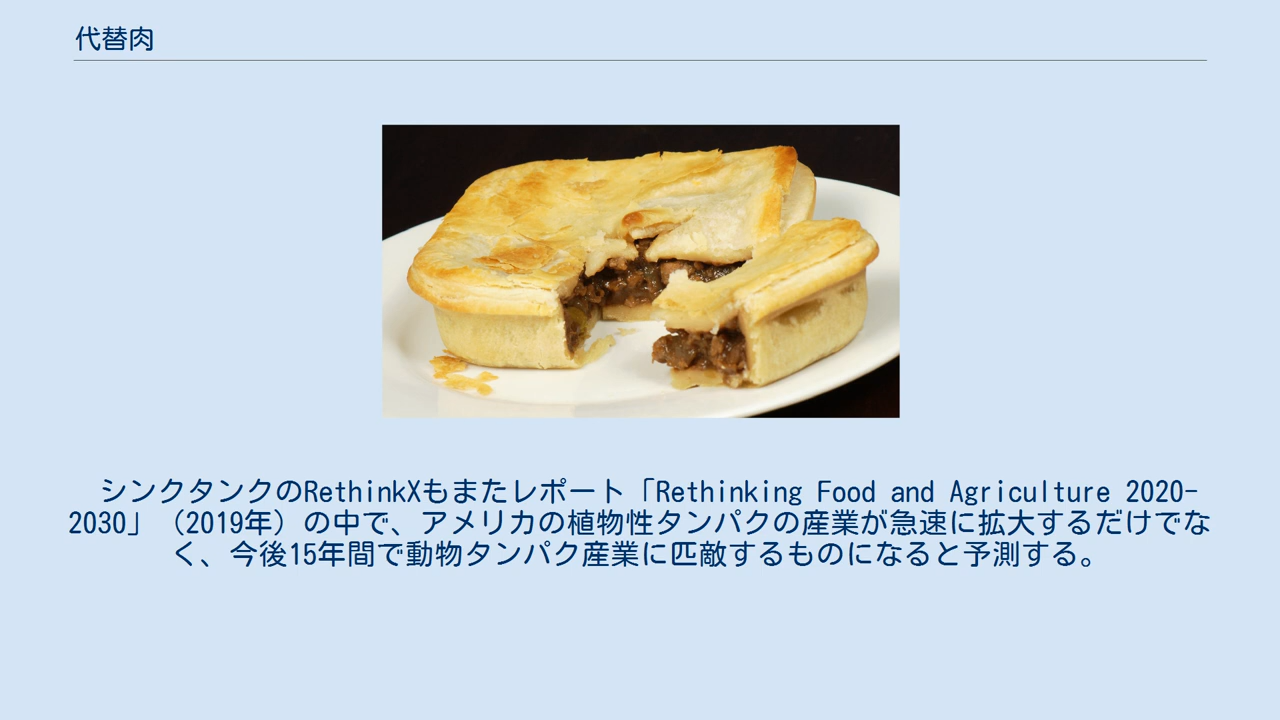 代替肉
シンクタンクのRethinkXもまたレポート「Rethinking Food and Agriculture 2020-
2030」（2019年）の中で、アメリカの植物性タンパクの産業が急速に拡大するだけでな
く、今後15年間で動物タンパク産業に匹敵するものになると予測する。